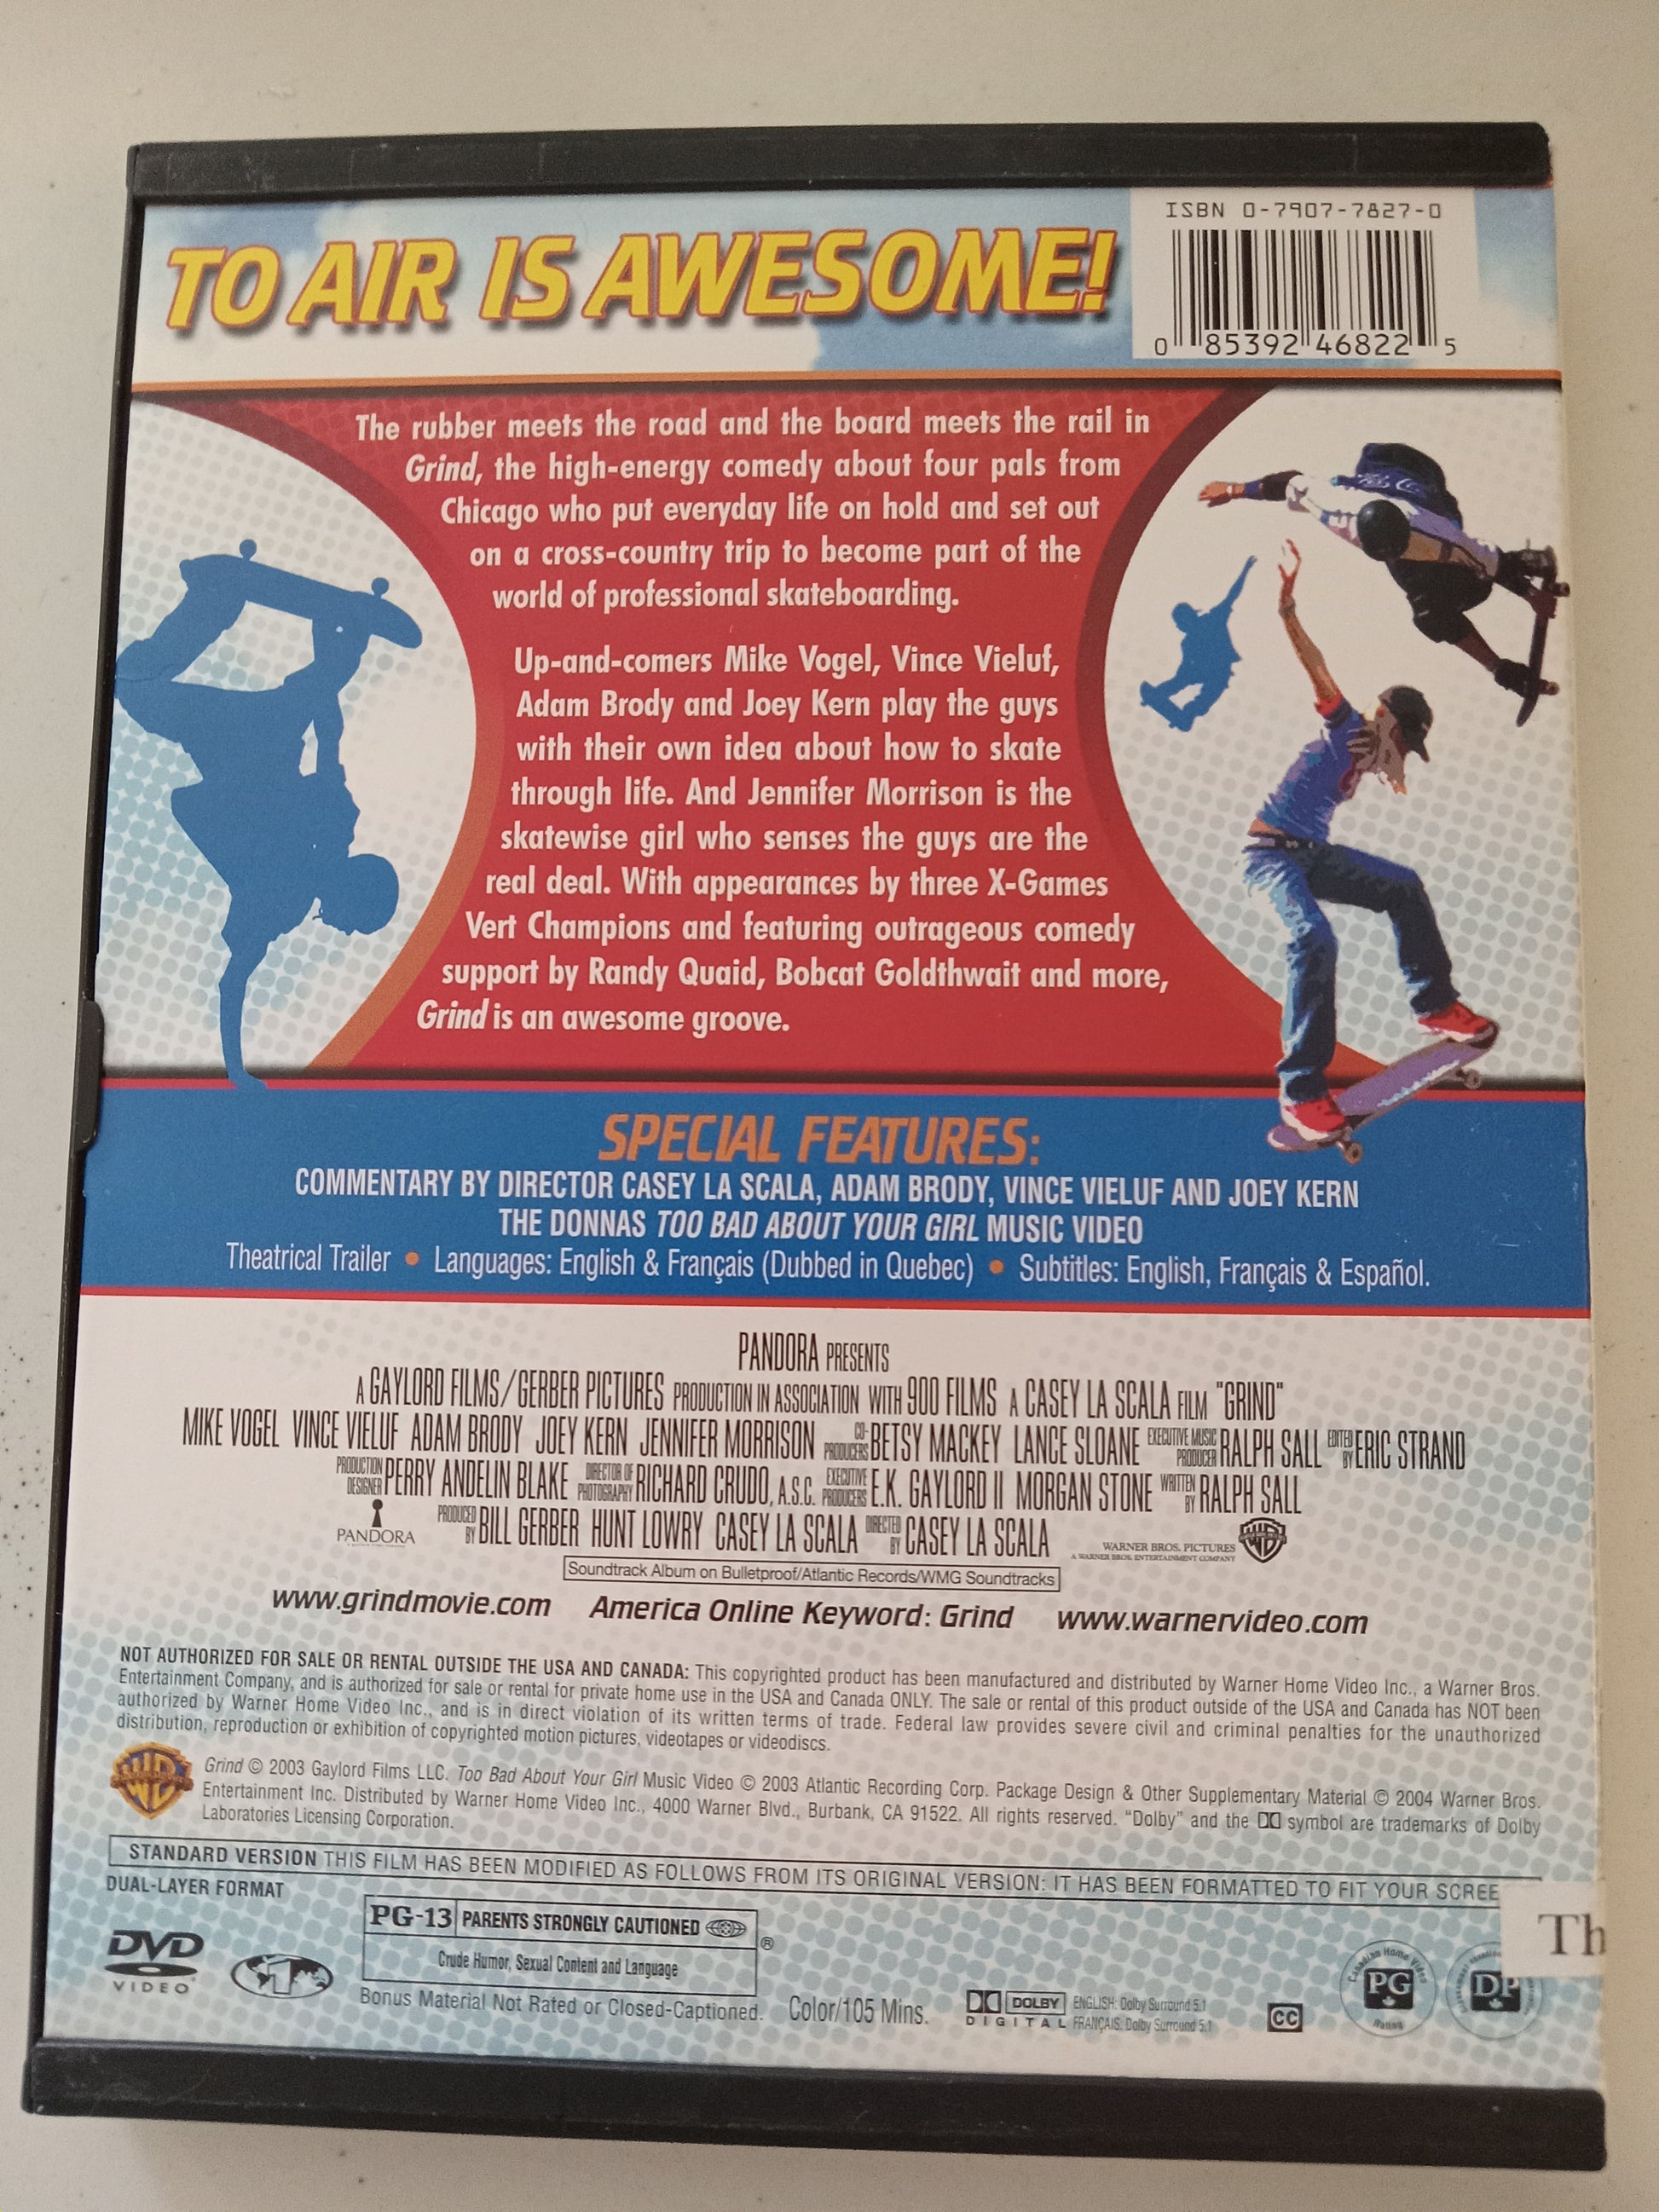 ISBN 0-7907-7827-0
TO AIR IS AWESOME!
0 85392 46822 5
The rubber meets the road and the board meets the rail in
Grind, the high-energy comedy about four pals from
Chicago who put everyday life on hold and set out
on a cross-country trip to become part of the
world of professional skateboarding.
Up-and-comers Mike Vogel, Vince Vieluf,
Adam Brody and Joey Kern play the guys
with their own idea about how to skate
through life. And Jennifer Morrison is the
skatewise girl who senses the guys are the
real deal. With appearances by three X-Games
Vert Champions and featuring outrageous comedy
support by Randy Quaid, Bobcat Goldthwait and more,
Grind is an awesome groove.
SPECIAL FEATURES:
COMMENTARY BY DIRECTOR CASEY LA SCALA, ADAM BRODY, VINCE VIELUF AND JOEY KERN
THE DONNAS TOO BAD ABOUT YOUR GIRL MUSIC VIDEO
Theatrical Trailer • Languages: English & Français (Dubbed in Quebec) • Subtitles: English, Français & Español.
PANDORA PRESENTS
A GAYLORD FILMS/GERBER PICTURES PRODUCTION IN ASSOCIATION WITH 900 FILMS A CASEY LA SCALA FILM "GRIND"
MIKE VOGEL VINCE VIELUF ADAM BRODY JOEY KERN JENNIFER MORRISON CO-PRODUCERS BETSY MACKEY LANCE SLOANE EXECUTIVE MUSIC PRODUCER RALPH SALL EDITED BY ERIC STRAND
PRODUCTION DESIGNER PERRY ANDELIN BLAKE DIRECTOR OF PHOTOGRAPHY RICHARD CRUDO, A.S.C. EXECUTIVE PRODUCERS E.K. GAYLORD II MORGAN STONE WRITTEN BY RALPH SALL
PANDORA PRODUCED BY BILL GERBER HUNT LOWRY CASEY LA SCALA DIRECTED BY CASEY LA SCALA WARNER BROS. PICTURES
A WARNER BROS. ENTERTAINMENT COMPANY
Soundtrack Album on Bulletproof/Atlantic Records/WMG Soundtracks
www.grindmovie.com America Online Keyword: Grind www.warnervideo.com
NOT AUTHORIZED FOR SALE OR RENTAL OUTSIDE THE USA AND CANADA: This copyrighted product has been manufactured and distributed by Warner Home Video Inc., a Warner Bros.
Entertainment Company, and is authorized for sale or rental for private home use in the USA and Canada ONLY. The sale or rental of this product outside of the USA and Canada has NOT been
authorized by Warner Home Video Inc., and is in direct violation of its written terms of trade. Federal law provides severe civil and criminal penalties for the unauthorized
distribution, reproduction or exhibition of copyrighted motion pictures, videotapes or videodiscs.
Grind © 2003 Gaylord Films LLC. Too Bad About Your Girl Music Video © 2003 Atlantic Recording Corp. Package Design & Other Supplementary Material © 2004 Warner Bros.
Entertainment Inc. Distributed by Warner Home Video Inc., 4000 Warner Blvd., Burbank, CA 91522. All rights reserved. “Dolby” and the symbol are trademarks of Dolby
Laboratories Licensing Corporation.
STANDARD VERSION THIS FILM HAS BEEN MODIFIED AS FOLLOWS FROM ITS ORIGINAL VERSION: IT HAS BEEN FORMATTED TO FIT YOUR SCREE
DUAL-LAYER FORMAT
Th
PG-13 PARENTS STRONGLY CAUTIONED ®
Crude Humor, Sexual Content and Language
DVD
VIDEO
1
Bonus Material Not Rated or Closed-Captioned.
Color/105 Mins.
DOLBY
DIGITAL
ENGLISH: Dolby Surround 5.1
FRANÇAIS: Dolby Surround 5.1
CC
Canadian Home Video
PG
Rating
DP